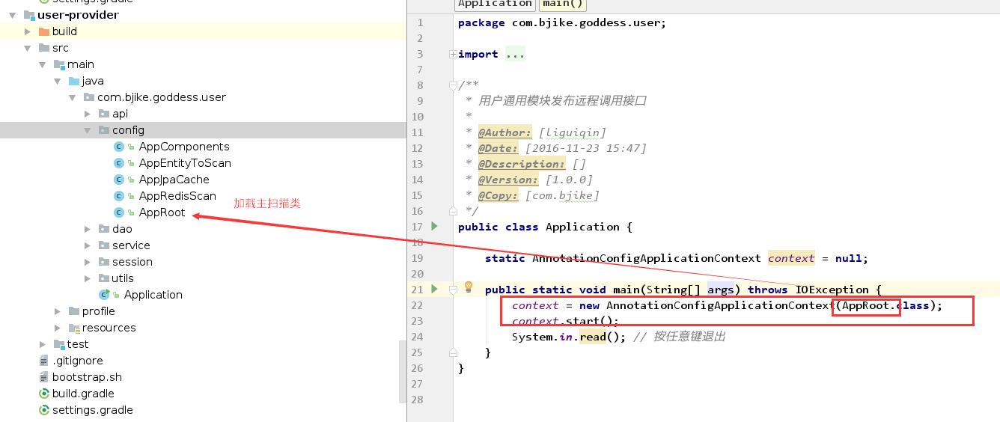 settings.gradle
user-provider
build
src
main
java
com.bjike.goddess.user
api
config
AppComponents
AppEntityToScan
AppJpaCache
AppRedisScan
AppRoot
dao
service
session
utils
Application
profile
resources
test
.gitignore
bootstrap.sh
build.gradle
settings.gradle
加载主扫描类
Application main()
1 package com.bjike.goddess.user;
2
3 import ...
7
8 /**
9 * 用户通用模块发布远程调用接口
10 *
11 * @Author: [liguiqin]
12 * @Date: [2016-11-23 15:47]
13 * @Description: []
14 * @Version: [1.0.0]
15 * @Copy: [com.bjike]
16 */
17 public class Application {
18
19 static AnnotationConfigApplicationContext context = null;
20
21 public static void main(String[] args) throws IOException {
22 context = new AnnotationConfigApplicationContext(AppRoot.class);
23 context.start();
24 System.in.read(); // 按任意键退出
25 }
26 }
27
28